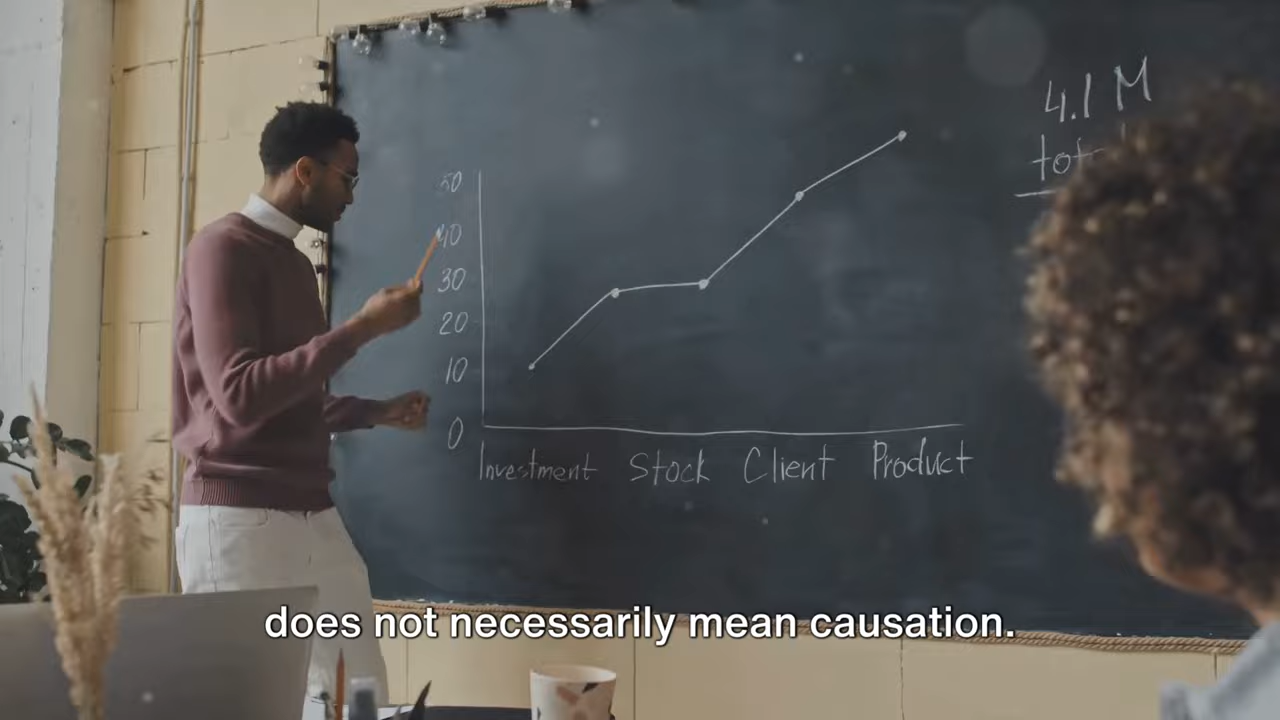 4.1 M
50
40
30
20
10
0
Investment Stock Client Product
does not necessarily mean causation.